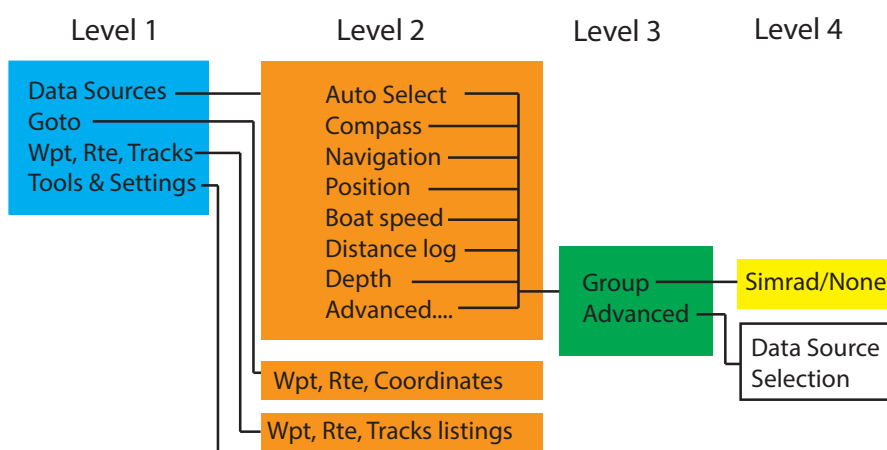 Level 1
Level 2
Level 3
Level 4
Data Sources
Goto
Wpt, Rte, Tracks
Tools & Settings
Auto Select
Compass
Navigation
Position
Boat speed
Distance log
Depth
Advanced....
Wpt, Rte, Coordinates
Wpt, Rte, Tracks listings
Group
Advanced
Simrad/None
Data Source
Selection